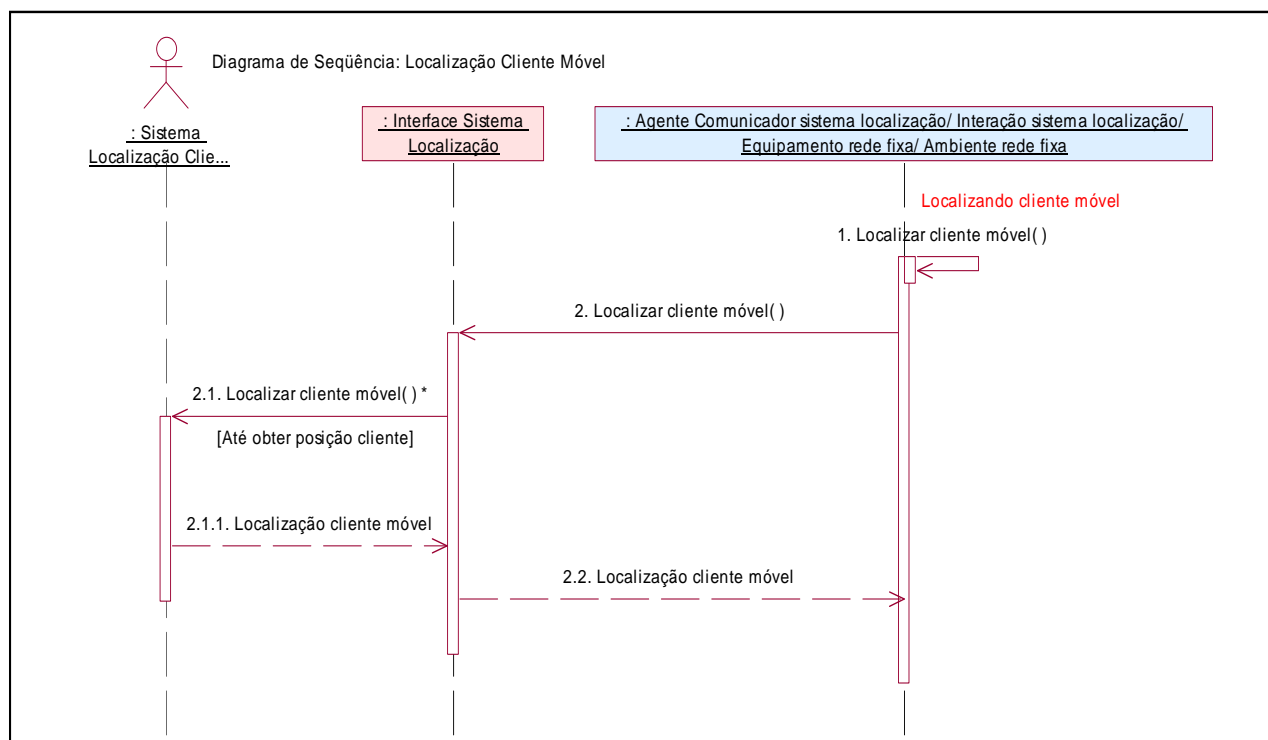 Diagrama de Seqüência: Localização Cliente Móvel
: Sistema
Localização Clie...
: Interface Sistema
Localização
: Agente Comunicador sistema localização/ Interação sistema localização/
Equipamento rede fixa/ Ambiente rede fixa
Localizando cliente móvel
1. Localizar cliente móvel( )
2. Localizar cliente móvel( )
2.1. Localizar cliente móvel( ) *
[Até obter posição cliente]
2.1.1. Localização cliente móvel
2.2. Localização cliente móvel